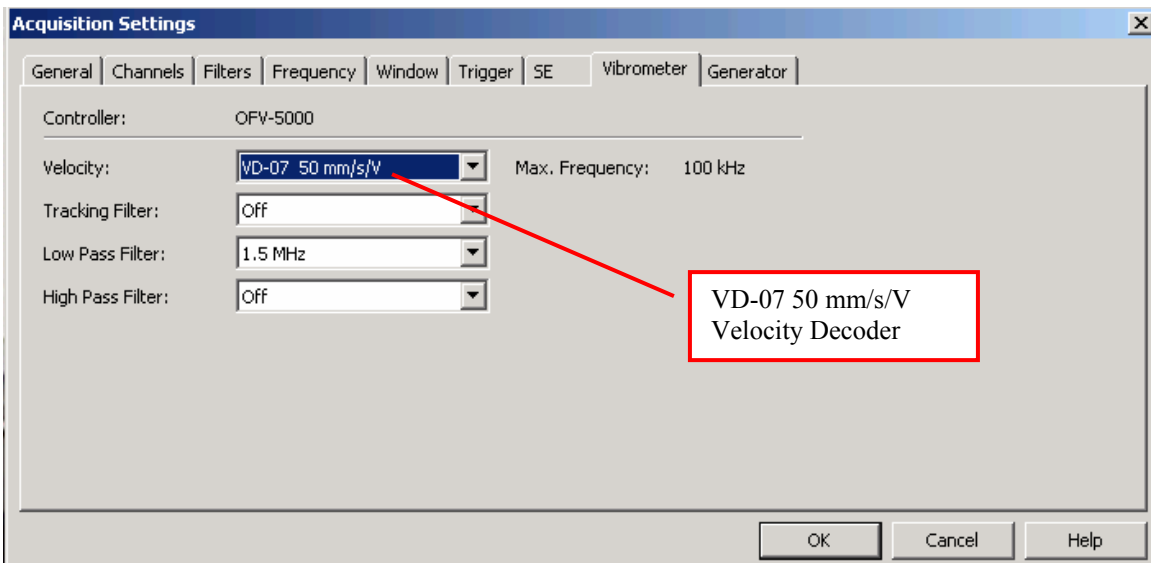 Acquisition Settings
General Channels Filters Frequency Window Trigger SE Vibrometer Generator
Controller: OFV-5000
Velocity: VD-07 50 mm/s/V Max. Frequency: 100 kHz
Tracking Filter: Off
Low Pass Filter: 1.5 MHz
High Pass Filter: Off
VD-07 50 mm/s/V
Velocity Decoder
OK Cancel Help